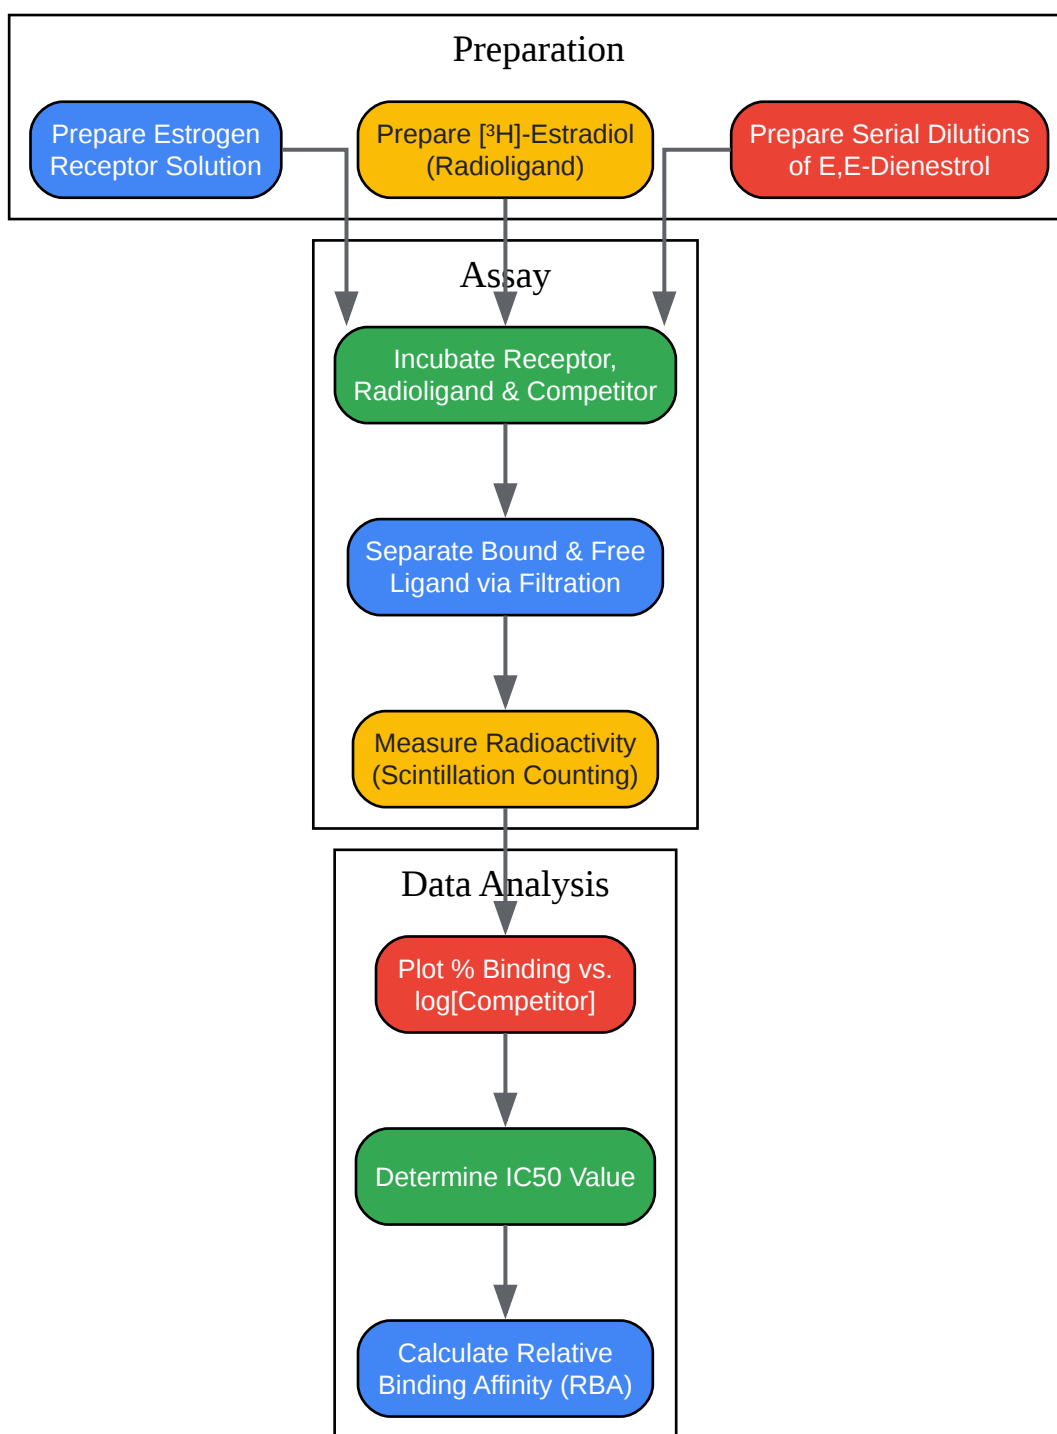 Preparation
Prepare Estrogen
Receptor Solution
Prepare [³H]-Estradiol
(Radioligand)
Prepare Serial Dilutions
of E,E-Dienestrol
Assay
Incubate Receptor,
Radioligand & Competitor
Separate Bound & Free
Ligand via Filtration
Measure Radioactivity
(Scintillation Counting)
Data Analysis
Plot % Binding vs.
log[Competitor]
Determine IC50 Value
Calculate Relative
Binding Affinity (RBA)